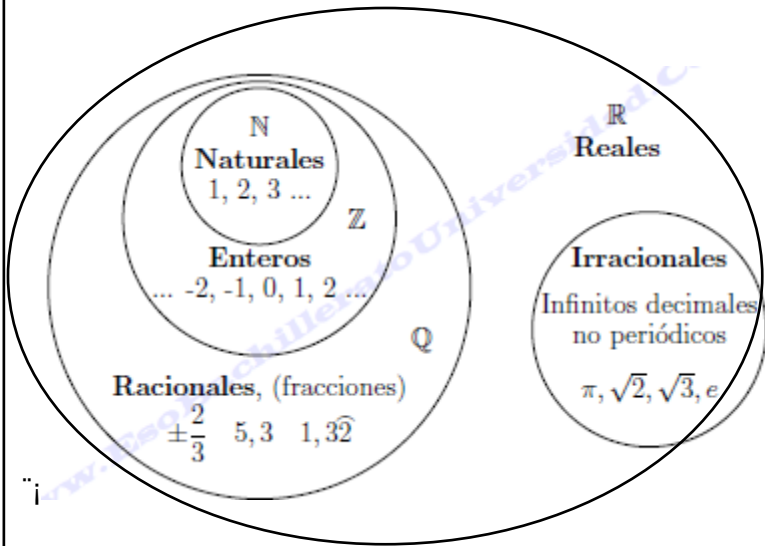 ℕ
Naturales
1, 2, 3 ...
ℤ
Enteros
... -2, -1, 0, 1, 2 ...
ℚ
Racionales, (fracciones)
±2/3 5,3 1,32̂
ℝ
Reales
Irracionales
Infinitos decimales
no periódicos
π, √2, √3, e
¨¡